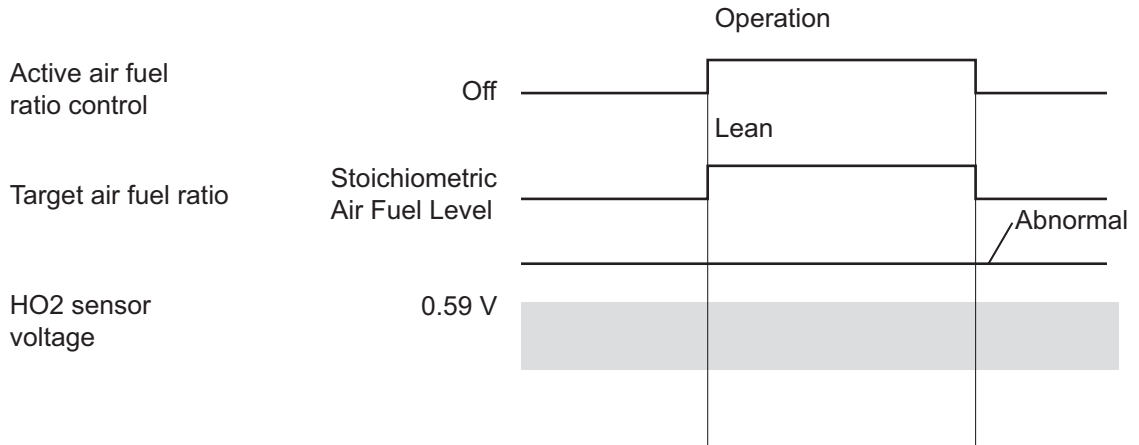 Operation
Active air fuel
ratio control
Off
Lean
Target air fuel ratio
Stoichiometric
Air Fuel Level
Abnormal
HO2 sensor
voltage
0.59 V